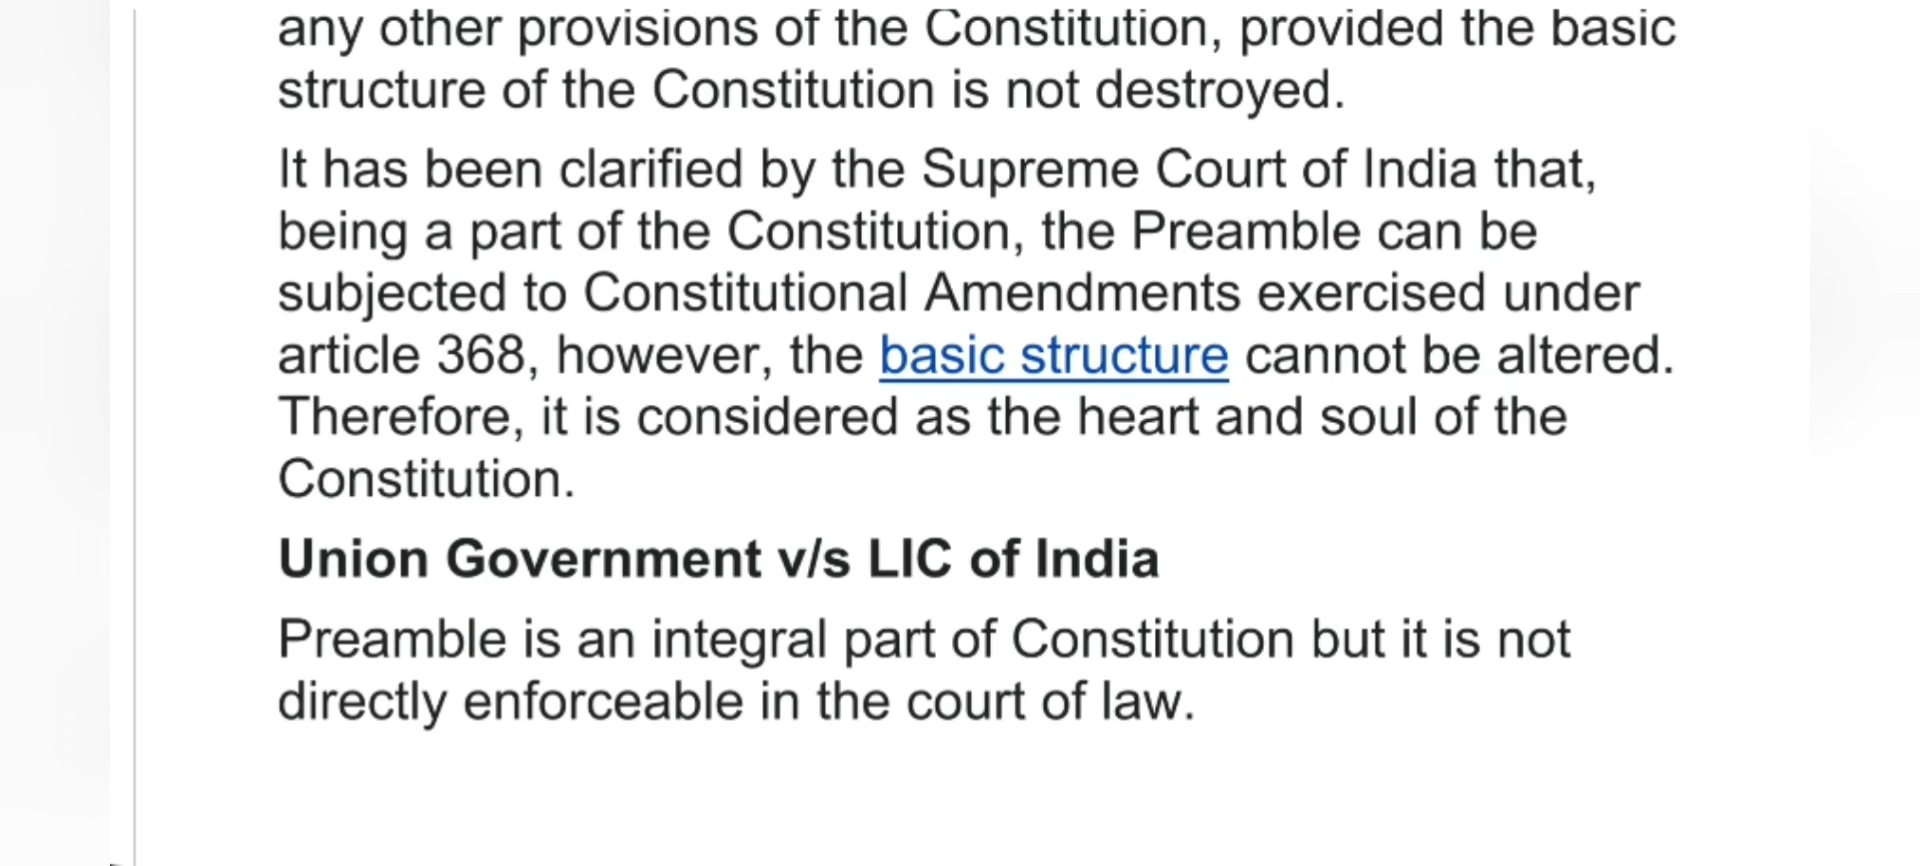 any other provisions of the Constitution, provided the basic
structure of the Constitution is not destroyed.
It has been clarified by the Supreme Court of India that,
being a part of the Constitution, the Preamble can be
subjected to Constitutional Amendments exercised under
article 368, however, the basic structure cannot be altered.
Therefore, it is considered as the heart and soul of the
Constitution.
Union Government v/s LIC of India
Preamble is an integral part of Constitution but it is not
directly enforceable in the court of law.